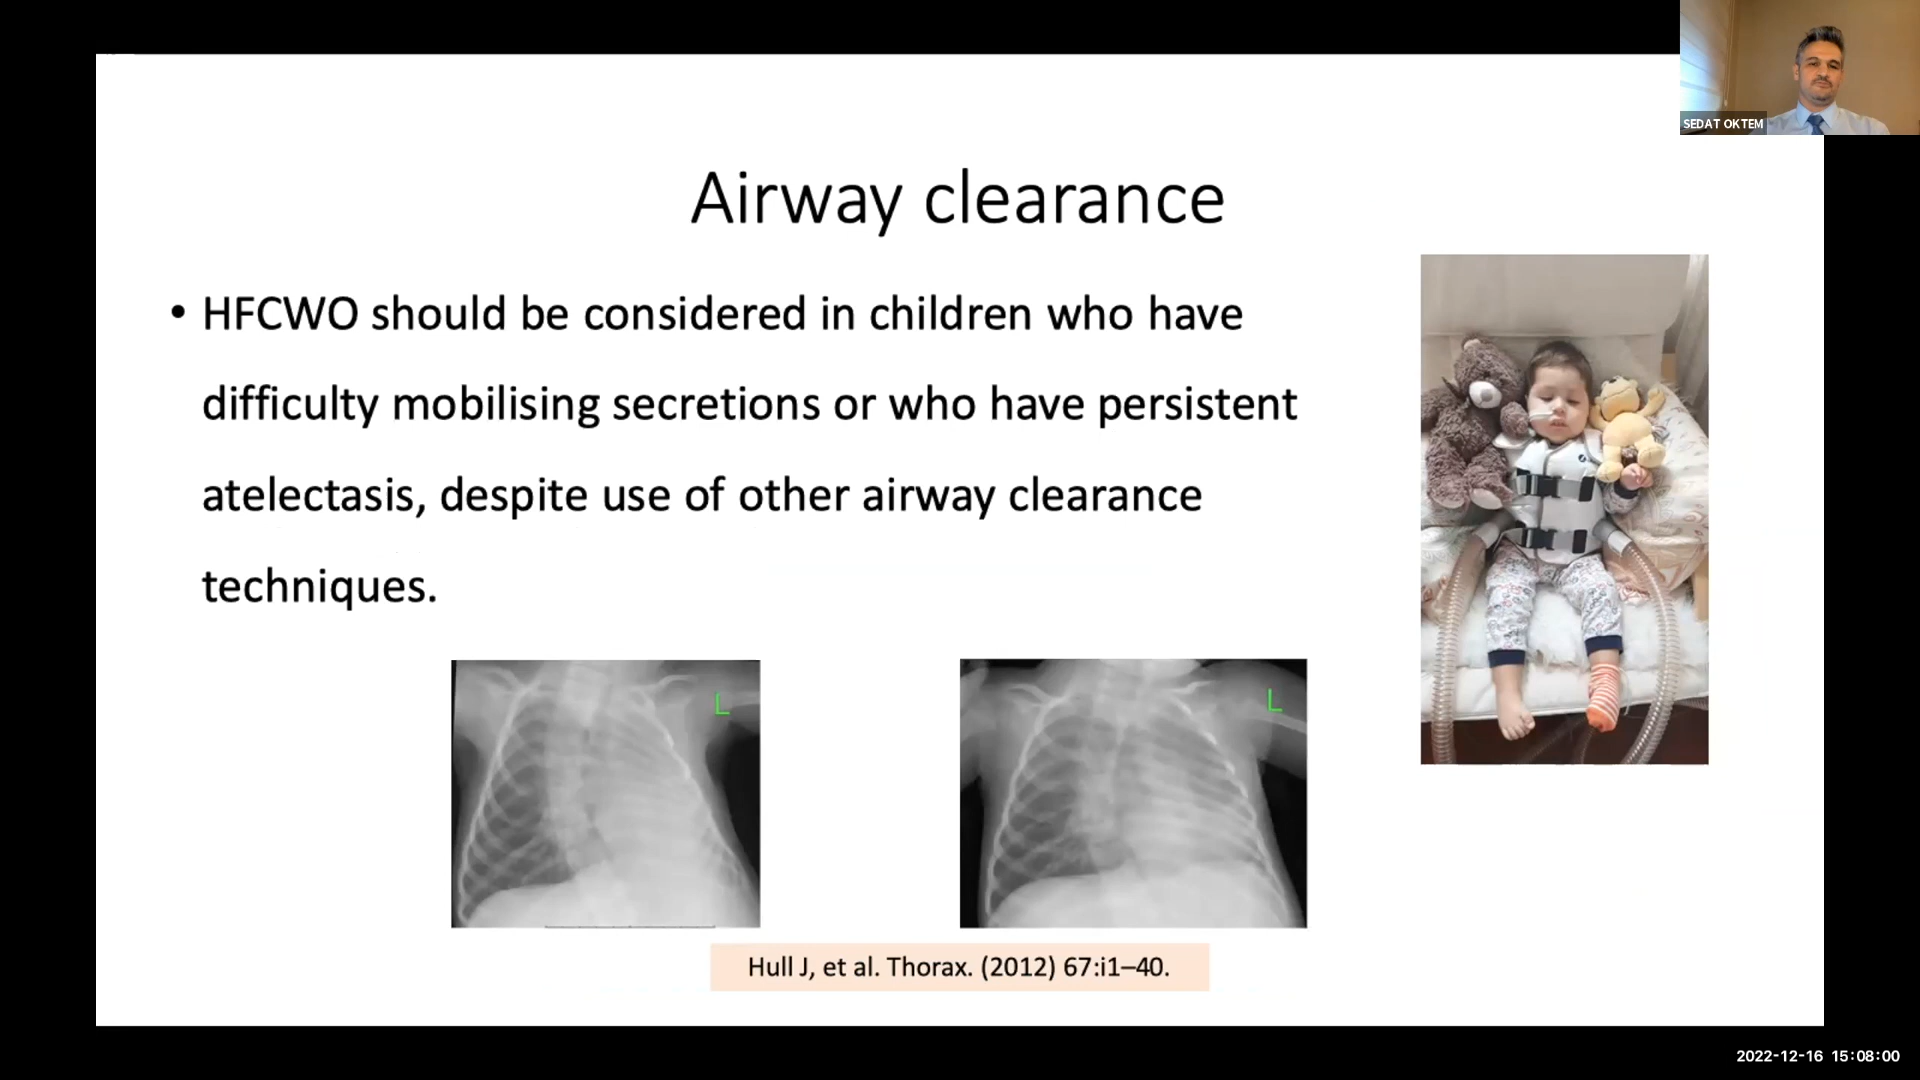 SEDAT OKTEM
Airway clearance
• HFCWO should be considered in children who have
difficulty mobilising secretions or who have persistent
atelectasis, despite use of other airway clearance
techniques.
L
L
Hull J, et al. Thorax. (2012) 67:i1–40.
2022-12-16 15:08:00